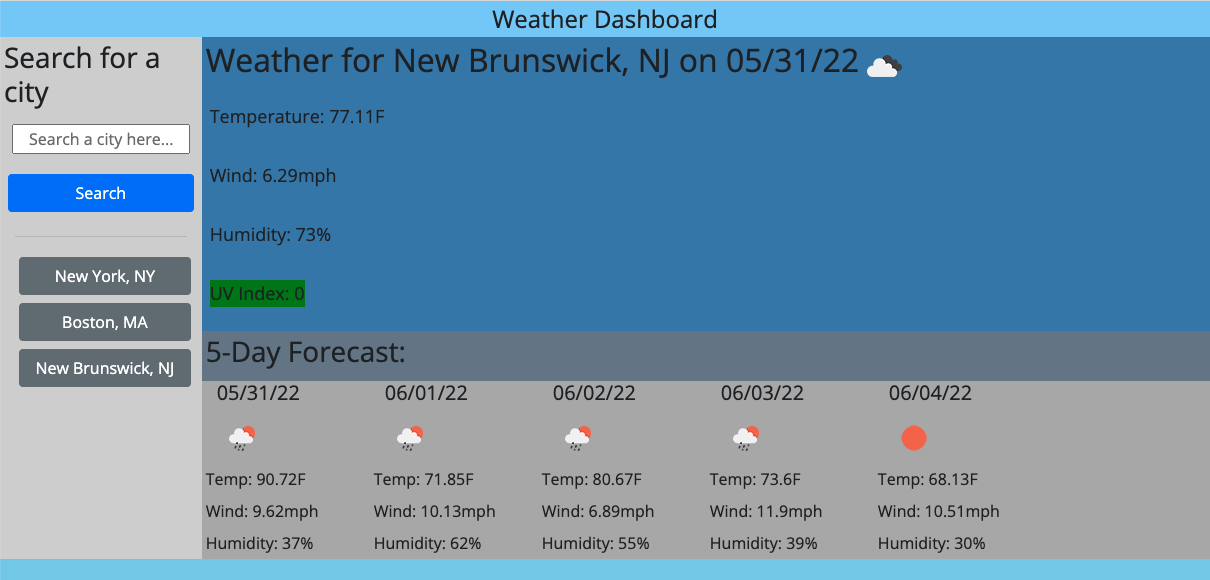 Weather Dashboard
Search for a
city
Search a city here...
Search
New York, NY
Boston, MA
New Brunswick, NJ
Weather for New Brunswick, NJ on 05/31/22
Temperature: 77.11F
Wind: 6.29mph
Humidity: 73%
UV Index: 0
5-Day Forecast:
05/31/22 06/01/22 06/02/22 06/03/22 06/04/22
Temp: 90.72F Temp: 71.85F Temp: 80.67F Temp: 73.6F Temp: 68.13F
Wind: 9.62mph Wind: 10.13mph Wind: 6.89mph Wind: 11.9mph Wind: 10.51mph
Humidity: 37% Humidity: 62% Humidity: 55% Humidity: 39% Humidity: 30%